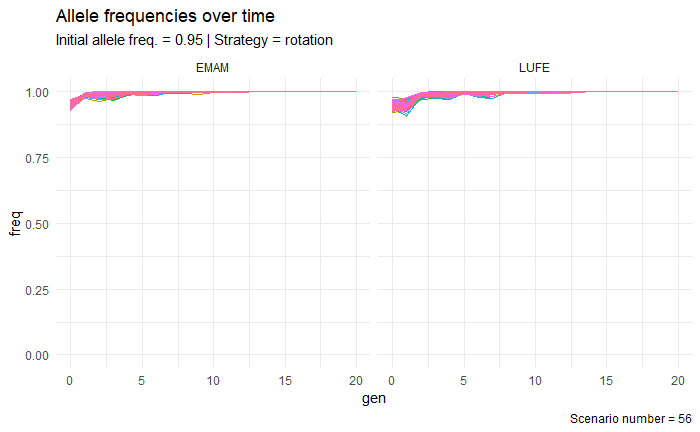 Allele frequencies over time
Initial allele freq. = 0.95 | Strategy = rotation
EMAM
LUFE
1.00
0.75
0.50
0.25
0.00
freq
0 5 10 15 20
0 5 10 15 20
gen
Scenario number = 56